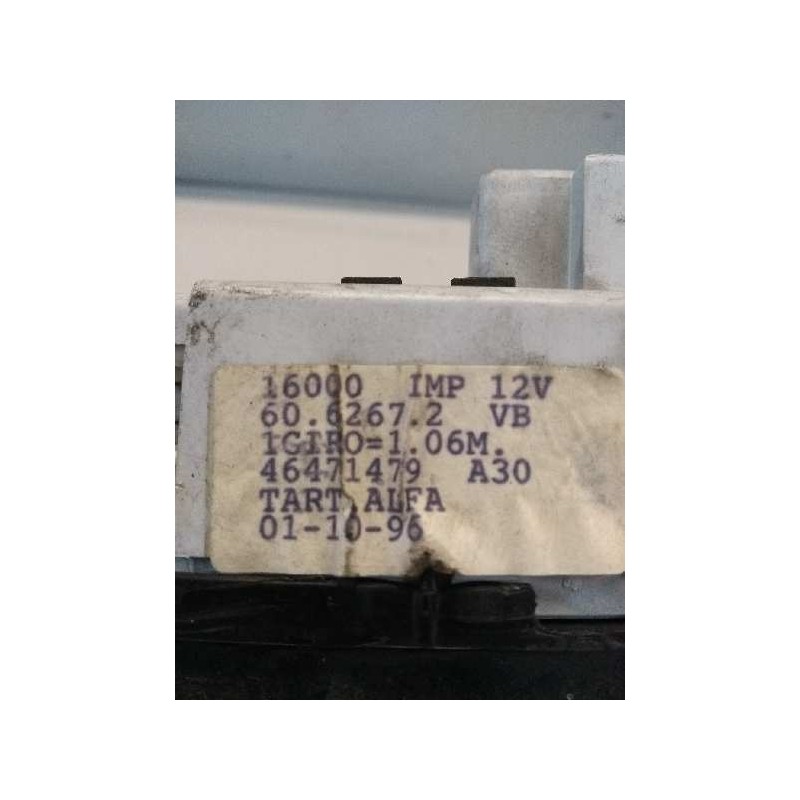 16000 IMP 12V
60.6267.2 VB
1GIRO=1.06M.
46471479 A30
TART.ALFA
01-10-96